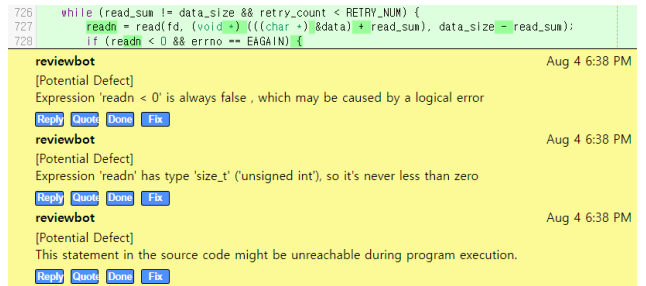 726 while (read_sum != data_size && retry_count < RETRY_NUM) {
727 readn = read(fd, (void *) (((char *) &data) + read_sum), data_size - read_sum);
728 if (readn < 0 && errno == EAGAIN) {
reviewbot Aug 4 6:38 PM
[Potential Defect]
Expression 'readn < 0' is always false , which may be caused by a logical error
Reply Quote Done Fix
reviewbot Aug 4 6:38 PM
[Potential Defect]
Expression 'readn' has type 'size_t' ('unsigned int'), so it's never less than zero
Reply Quote Done Fix
reviewbot Aug 4 6:38 PM
[Potential Defect]
This statement in the source code might be unreachable during program execution.
Reply Quote Done Fix